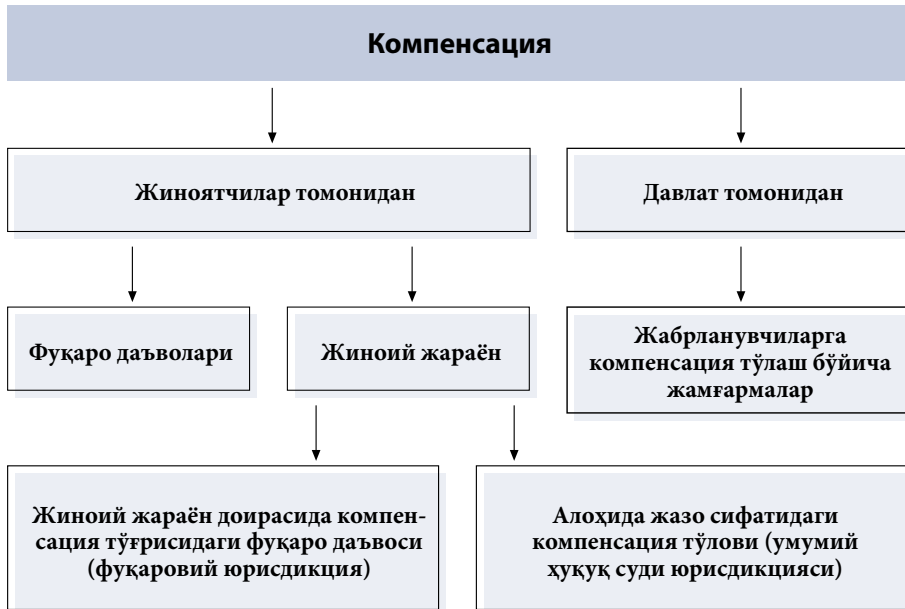 Компенсация
Жиноятчилар томонидан
Давлат томонидан
Фуқаро даъволари
Жиноий жараён
Жабрланувчиларга
компенсация тўлаш бўйича
жамғармалар
Жиноий жараён доирасида компен-
сация тўғрисидаги фуқаро даъвоси
(фуқаровий юрисдикция)
Алоҳида жазо сифатидаги
компенсация тўлови (умумий
ҳуқуқ суди юрисдикцияси)